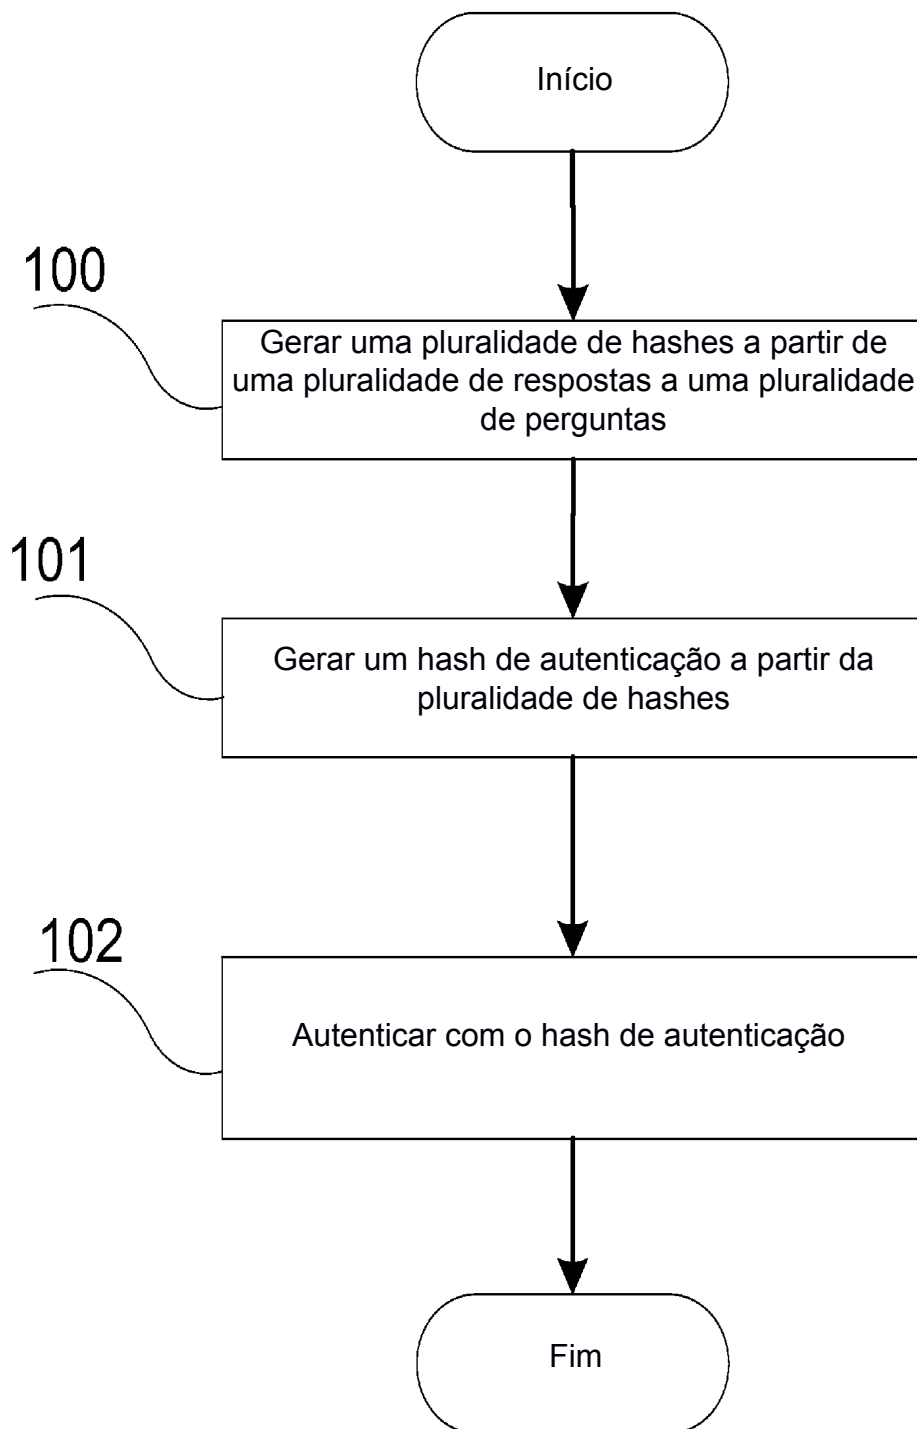 Início
100
Gerar uma pluralidade de hashes a partir de
uma pluralidade de respostas a uma pluralidade
de perguntas
101
Gerar um hash de autenticação a partir da
pluralidade de hashes
102
Autenticar com o hash de autenticação
Fim